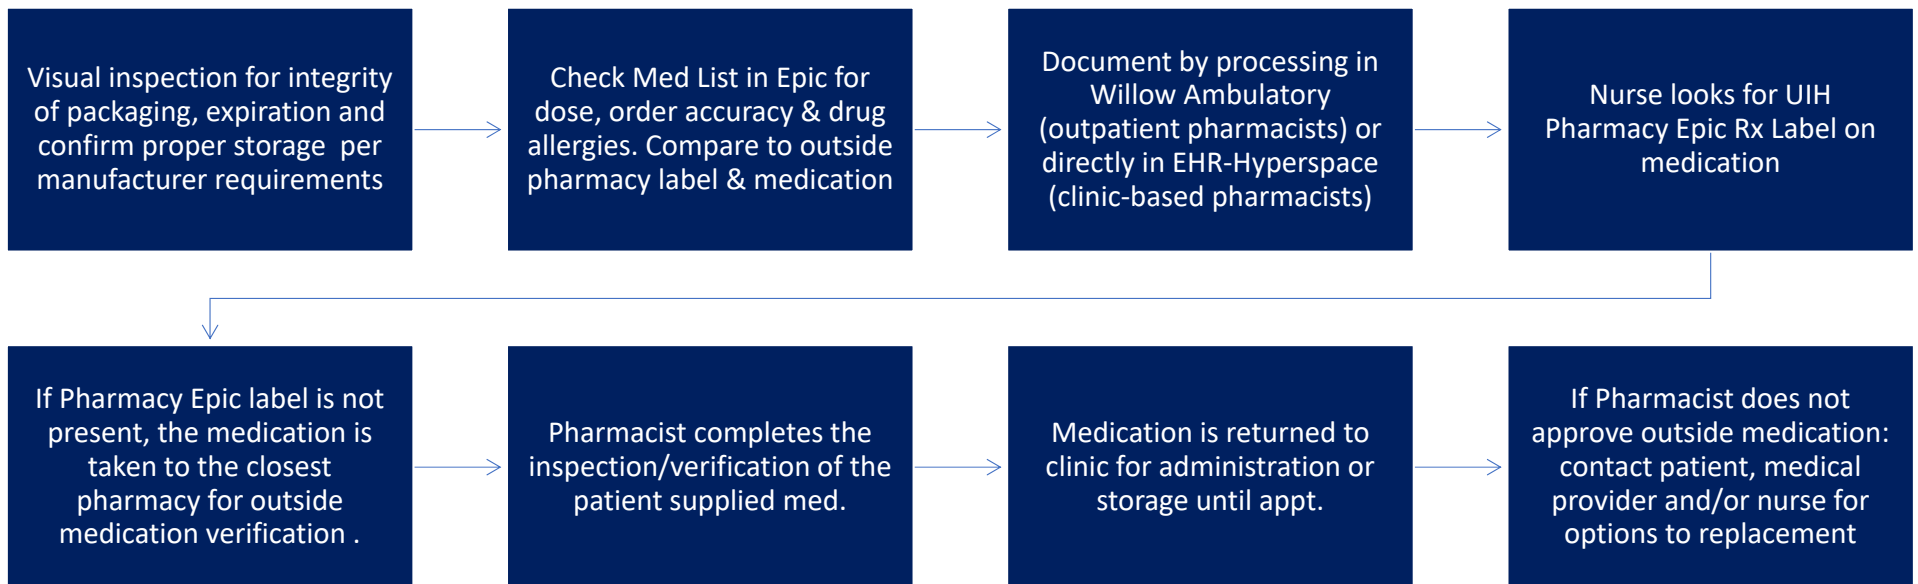 Visual inspection for integrity
of packaging, expiration and
confirm proper storage  per
manufacturer requirements
Check Med List in Epic for
dose, order accuracy & drug
allergies. Compare to outside
pharmacy label & medication
Document by processing in
Willow Ambulatory
(outpatient pharmacists) or
directly in EHR-Hyperspace
(clinic-based pharmacists)
Nurse looks for UIH
Pharmacy Epic Rx Label on
medication
If Pharmacy Epic label is not
present, the medication is
taken to the closest
pharmacy for outside
medication verification .
Pharmacist completes the
inspection/verification of the
patient supplied med.
Medication is returned to
clinic for administration or
storage until appt.
If Pharmacist does not
approve outside medication:
contact patient, medical
provider and/or nurse for
options to replacement